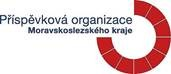 Příspěvková organizace
Moravskoslezského kraje